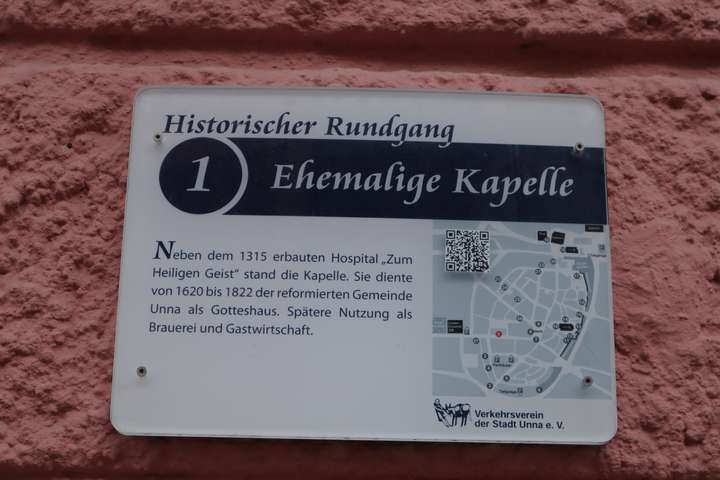 Historischer Rundgang
1 Ehemalige Kapelle
Neben dem 1315 erbauten Hospital „Zum
Heiligen Geist“ stand die Kapelle. Sie diente
von 1620 bis 1822 der reformierten Gemeinde
Unna als Gotteshaus. Spätere Nutzung als
Brauerei und Gastwirtschaft.
Verkehrsverein
der Stadt Unna e. V.